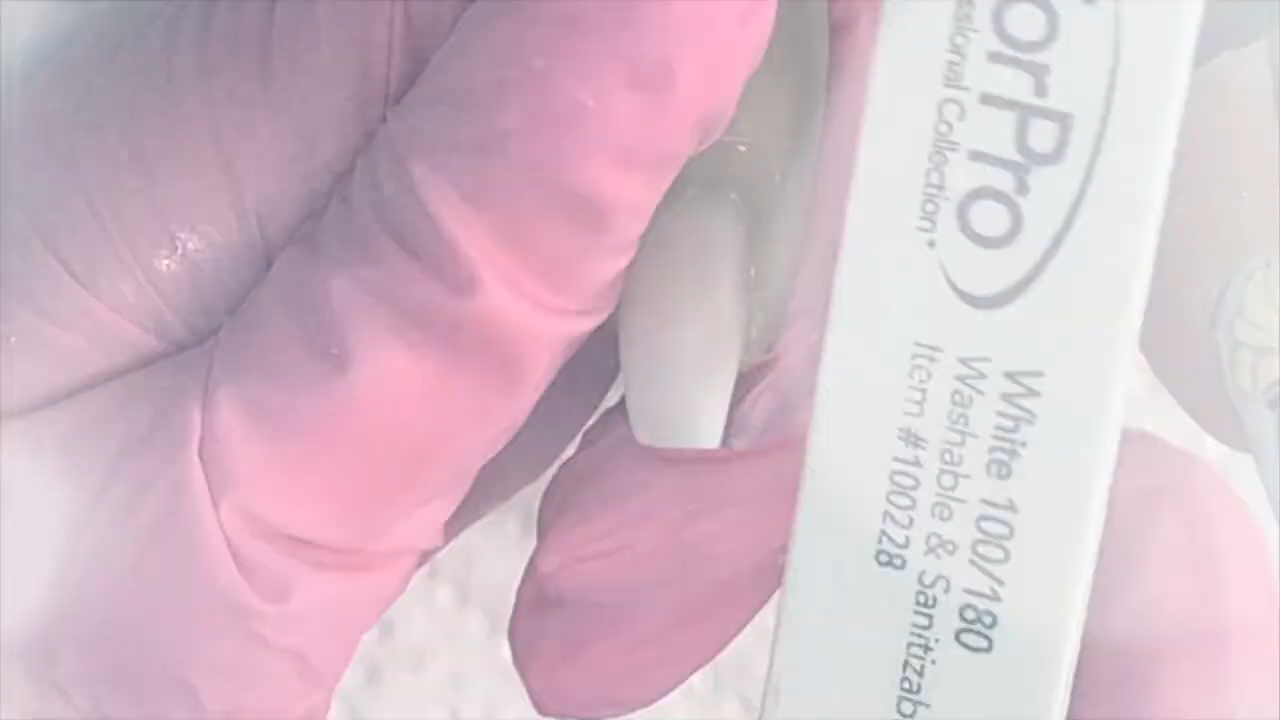 orPro
ssional Collection
White 100/180
Washable & Sanitizab
Item #100228